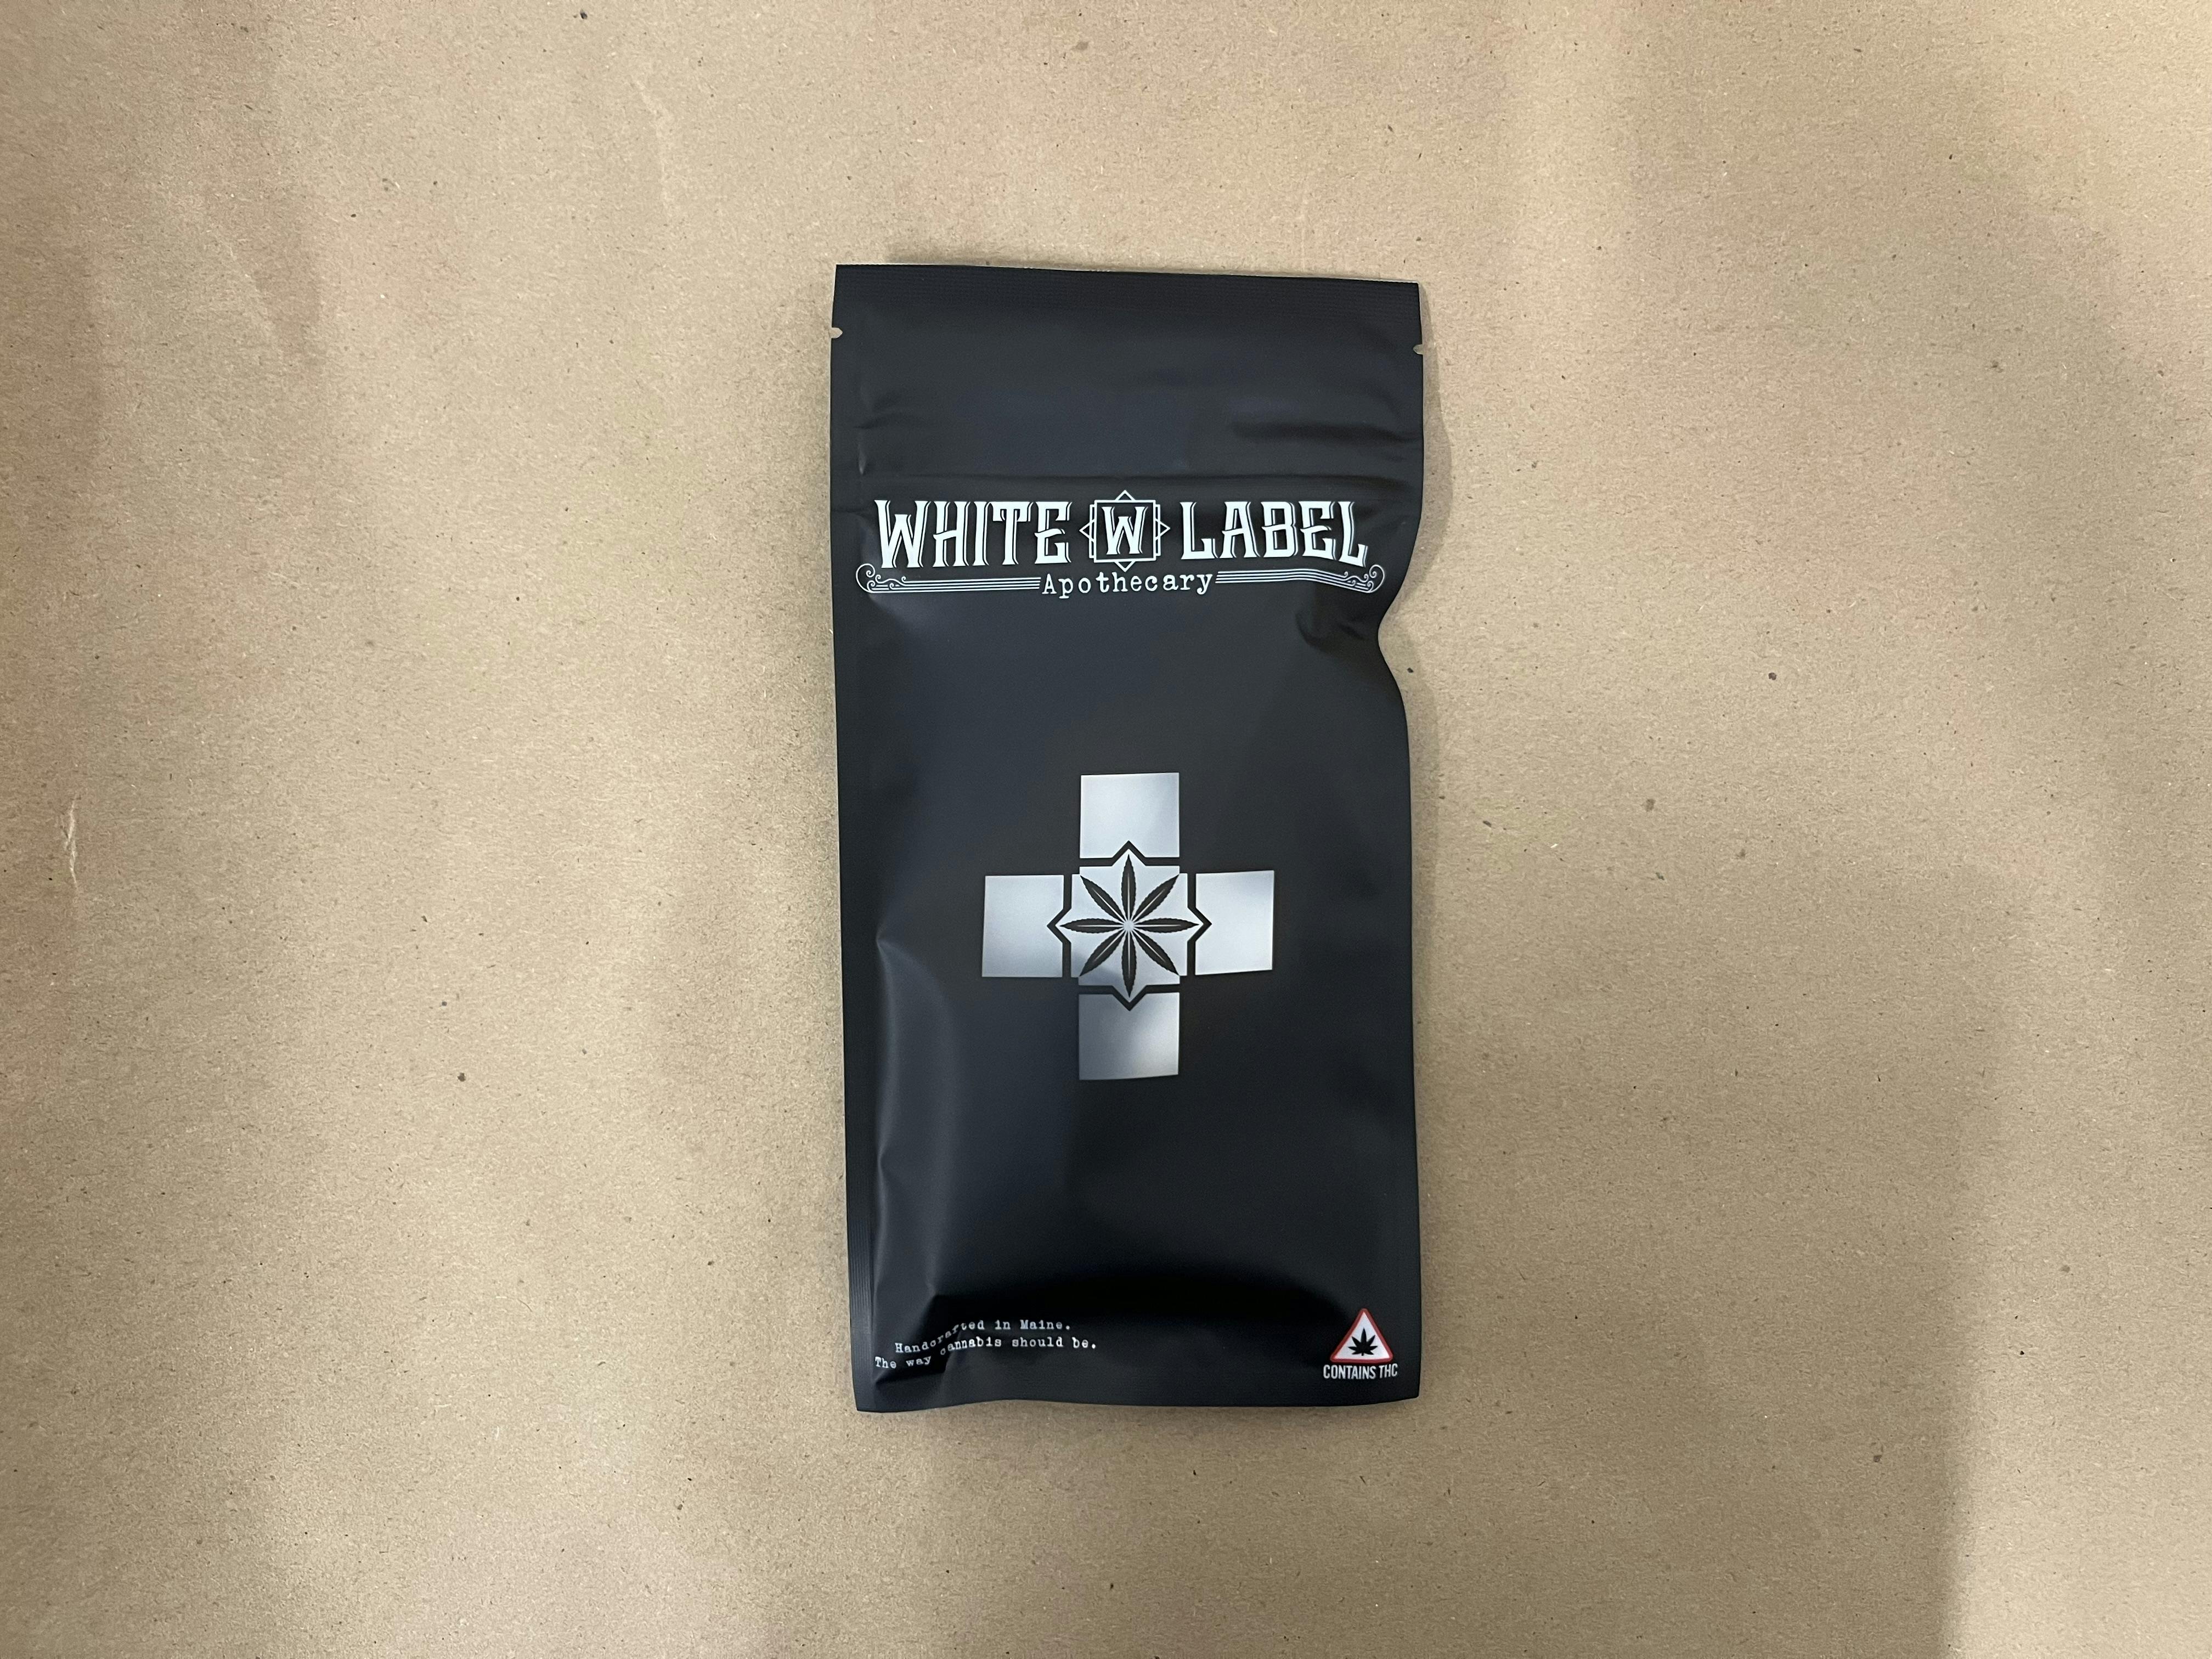 WHITE W LABEL
Apothecary
Handcrafted in Maine.
The way cannabis should be.
CONTAINS THC